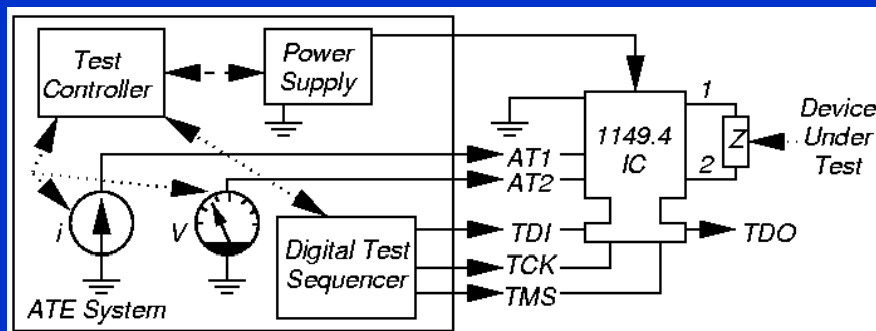 Test
Controller
Power
Supply
1
1149.4
IC
Z
2
Device
Under
Test
AT1
AT2
i
V
Digital Test
Sequencer
TDI
TDO
TCK
TMS
ATE System